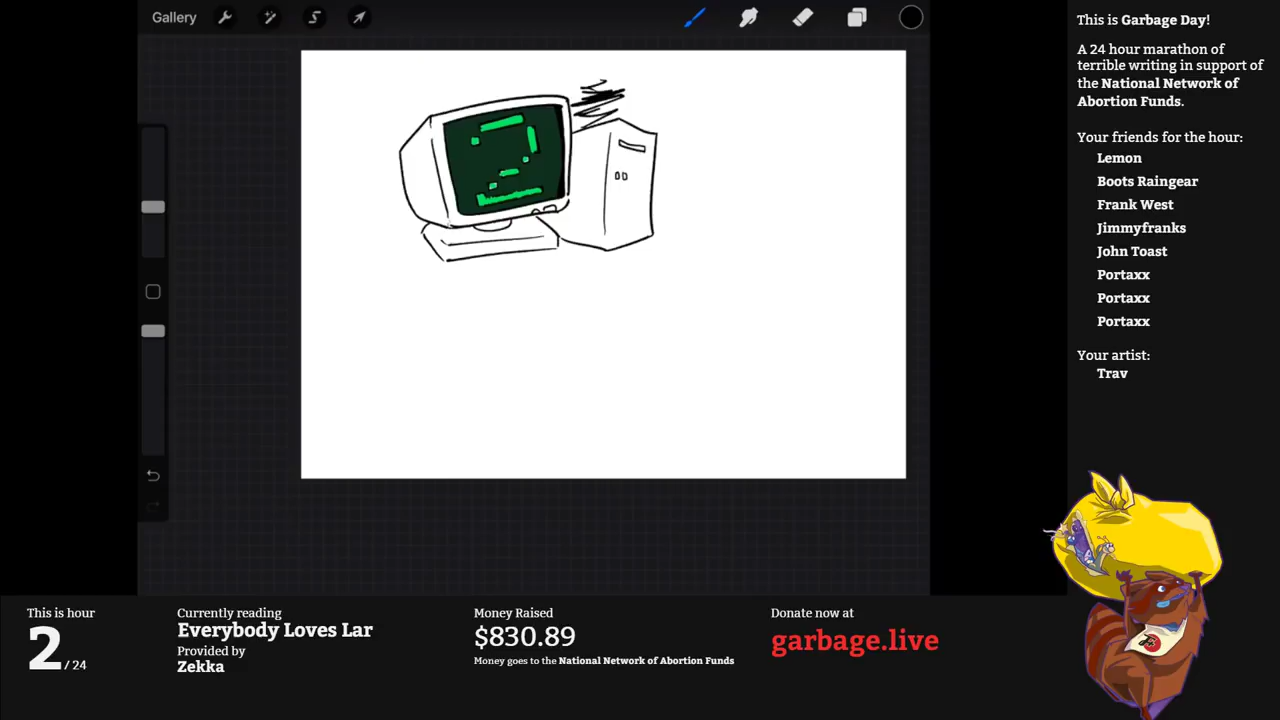 Gallery
This is Garbage Day!
A 24 hour marathon of
terrible writing in support of
the National Network of
Abortion Funds.
Your friends for the hour:
Lemon
Boots Raingear
Frank West
Jimmyfranks
John Toast
Portaxx
Portaxx
Portaxx
Your artist:
Trav
This is hour
2 / 24
Currently reading
Everybody Loves Lar
Provided by
Zekka
Money Raised
$830.89
Money goes to the National Network of Abortion Funds
Donate now at
garbage.live